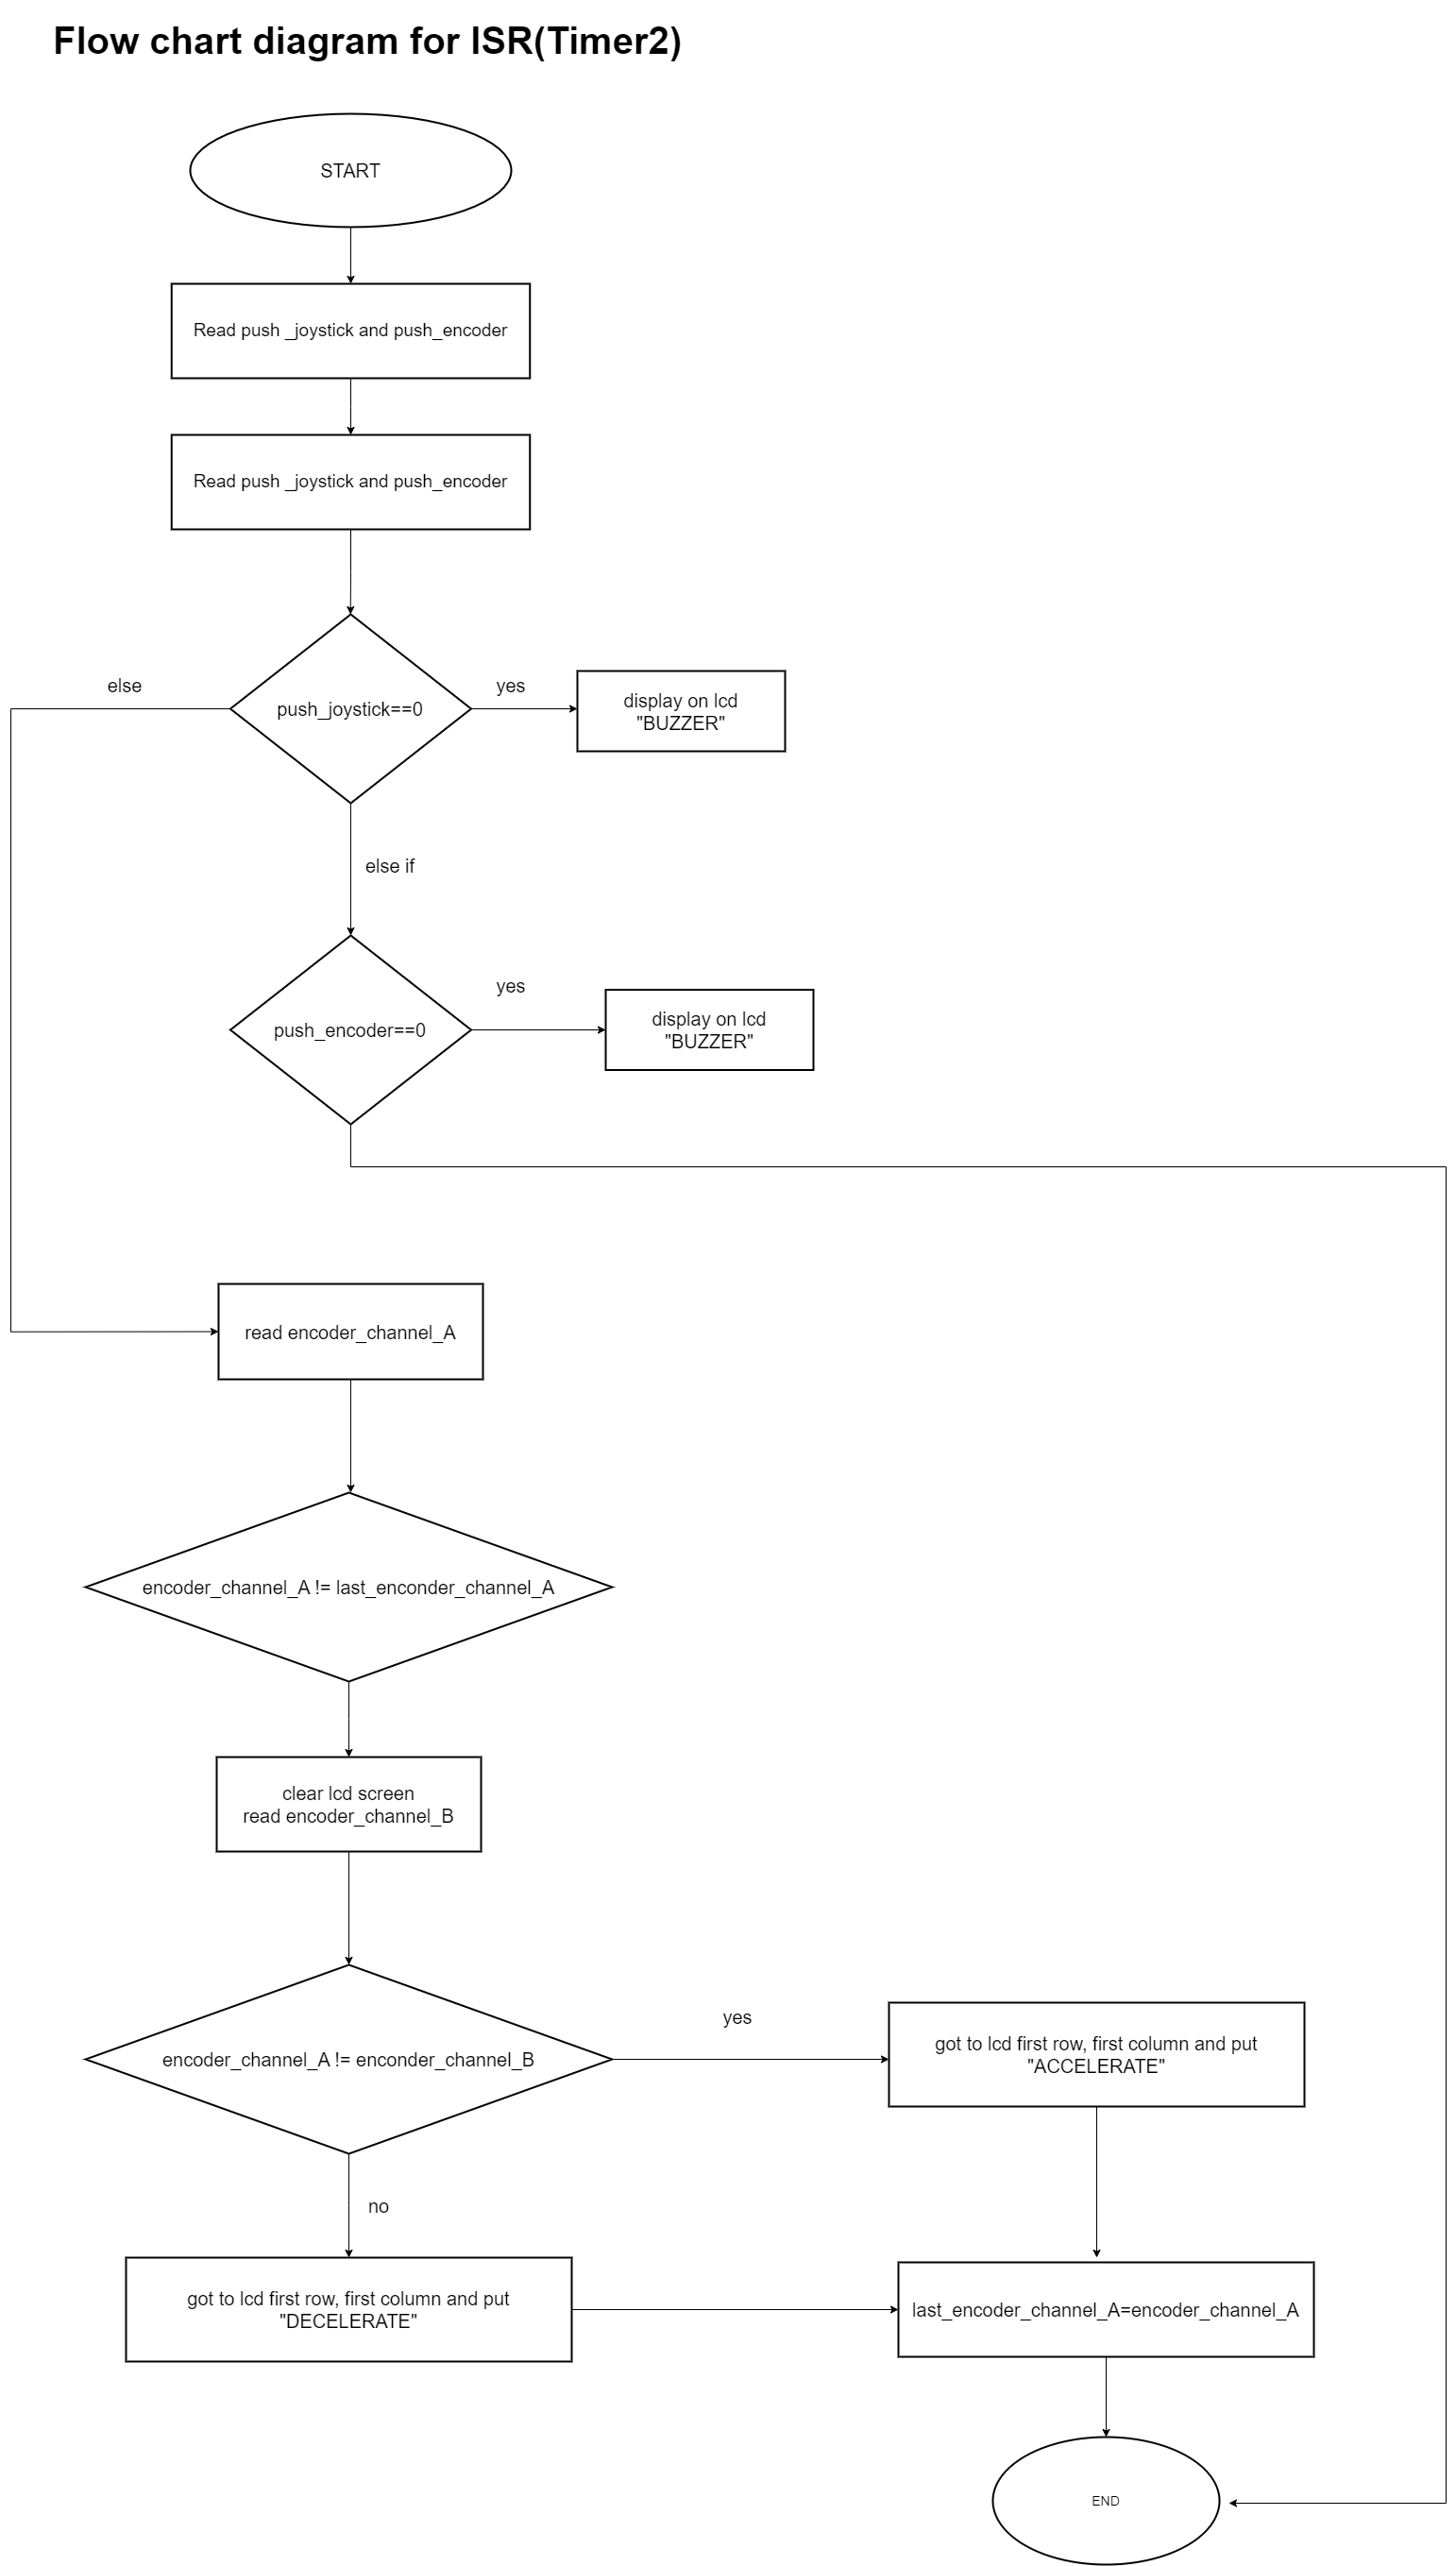 Flow chart diagram for ISR(Timer2)
START
Read push _joystick and push_encoder
Read push _joystick and push_encoder
else
push_joystick==0
yes
display on lcd
"BUZZER"
else if
push_encoder==0
yes
display on lcd
"BUZZER"
read encoder_channel_A
encoder_channel_A != last_enconder_channel_A
clear lcd screen
read encoder_channel_B
encoder_channel_A != enconder_channel_B
yes
got to lcd first row, first column and put
"ACCELERATE"
no
got to lcd first row, first column and put
"DECELERATE"
last_encoder_channel_A=encoder_channel_A
END